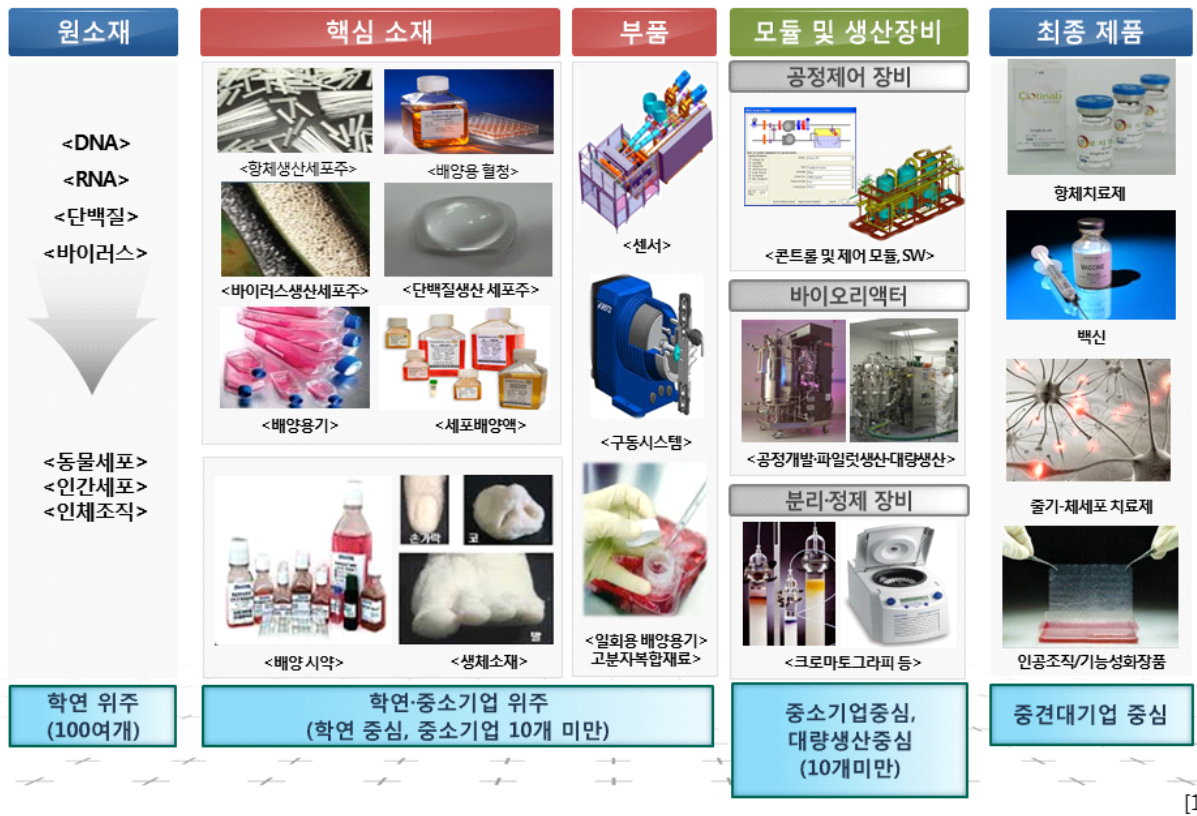 원소재
핵심 소재
부품
모듈 및 생산장비
최종 제품
<DNA>
<RNA>
<단백질>
<바이러스>
<동물세포>
<인간세포>
<인체조직>
<항체생산세포주>
<배양용 혈청>
<바이러스생산세포주>
<단백질생산 세포주>
<배양용기>
<세포배양액>
손가락
코
발
<배양 시약>
<생체소재>
<센서>
<구동시스템>
<일회용 배양용기>
고분자복합재료>
공정제어 장비
<콘트롤 및 제어 모듈, SW>
바이오리액터
<공정개발·파일럿생산·대량생산>
분리·정제 장비
<크로마토그라피 등>
Clotinab
항체치료제
VACCINE
백신
줄기·체세포 치료제
인공조직/기능성화장품
학연 위주
(100여개)
학연·중소기업 위주
(학연 중심, 중소기업 10개 미만)
중소기업중심,
대량생산중심
(10개미만)
중견대기업 중심
[1